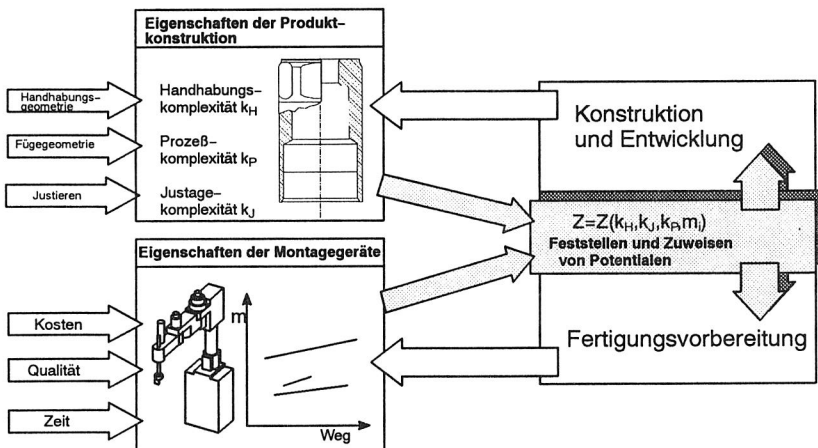 Eigenschaften der Produkt–
konstruktion
Handhabungs-
geometrie
Handhabungs–
komplexität kH
Fügegeometrie
Prozeß–
komplexität kP
Justieren
Justage–
komplexität kJ
Konstruktion
und Entwicklung
Z=Z(kH,kJ,kP,mi)
Feststellen und Zuweisen
von Potentialen
Fertigungsvorbereitung
Eigenschaften der Montagegeräte
Kosten
Qualität
Zeit
m
Weg